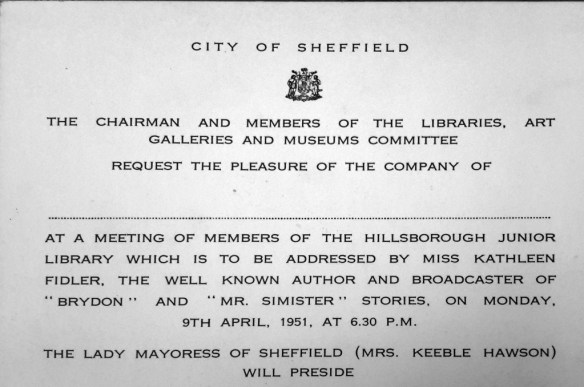 CITY OF SHEFFIELD
THE CHAIRMAN AND MEMBERS OF THE LIBRARIES, ART
GALLERIES AND MUSEUMS COMMITTEE
REQUEST THE PLEASURE OF THE COMPANY OF
AT A MEETING OF MEMBERS OF THE HILLSBOROUGH JUNIOR
LIBRARY WHICH IS TO BE ADDRESSED BY MISS KATHLEEN
FIDLER, THE WELL KNOWN AUTHOR AND BROADCASTER OF
"BRYDON" AND "MR. SIMISTER" STORIES, ON MONDAY,
9TH APRIL, 1951, AT 6.30 P.M.
THE LADY MAYORESS OF SHEFFIELD (MRS. KEEBLE HAWSON)
WILL PRESIDE